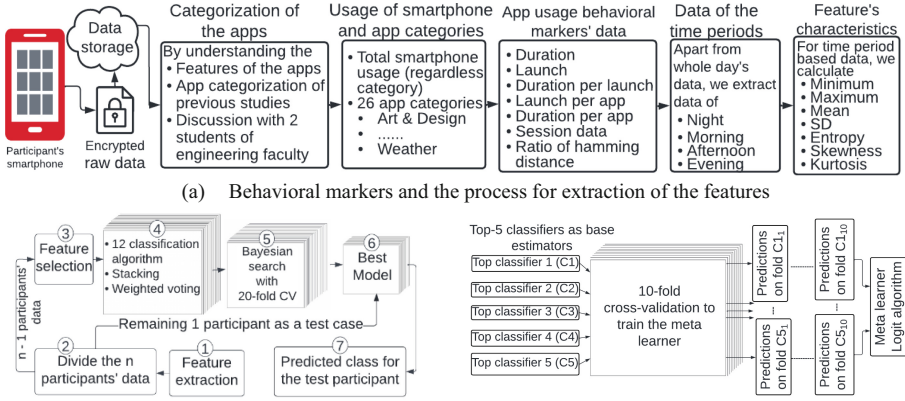 Data
storage
Participant's
smartphone
Encrypted
raw data
Categorization of
the apps
By understanding the
• Features of the apps
• App categorization of
previous studies
• Discussion with 2
students of
engineering faculty
Usage of smartphone
and app categories
• Total smartphone
usage (regardless
category)
• 26 app categories
• Art & Design
• ......
• Weather
App usage behavioral
markers' data
• Duration
• Launch
• Duration per launch
• Launch per app
• Duration per app
• Session data
• Ratio of hamming
distance
Data of the
time periods
Apart from
whole day's
data, we extract
data of
• Night
• Morning
• Afternoon
• Evening
Feature's
characteristics
For time period
based data, we
calculate
• Minimum
• Maximum
• Mean
• SD
• Entropy
• Skewness
• Kurtosis
(a) Behavioral markers and the process for extraction of the features
3
Feature
selection
4
• 12 classification
algorithm
• Stacking
• Weighted voting
5
Bayesian
search
with
20-fold CV
6
Best
Model
n - 1 participants'
data
Remaining 1 participant as a test case
2
Divide the n
participants' data
1
Feature
extraction
7
Predicted class for
the test participant
Top-5 classifiers as base
estimators
Top classifier 1 (C1)
Top classifier 2 (C2)
Top classifier 3 (C3)
Top classifier 4 (C4)
Top classifier 5 (C5)
10-fold
cross-validation to
train the meta
learner
Predictions
on fold C1₁
...
Predictions
on fold C5₁
Predictions
on fold C1₁₀
...
Predictions
on fold C5₁₀
Meta learner
Logit algorithm